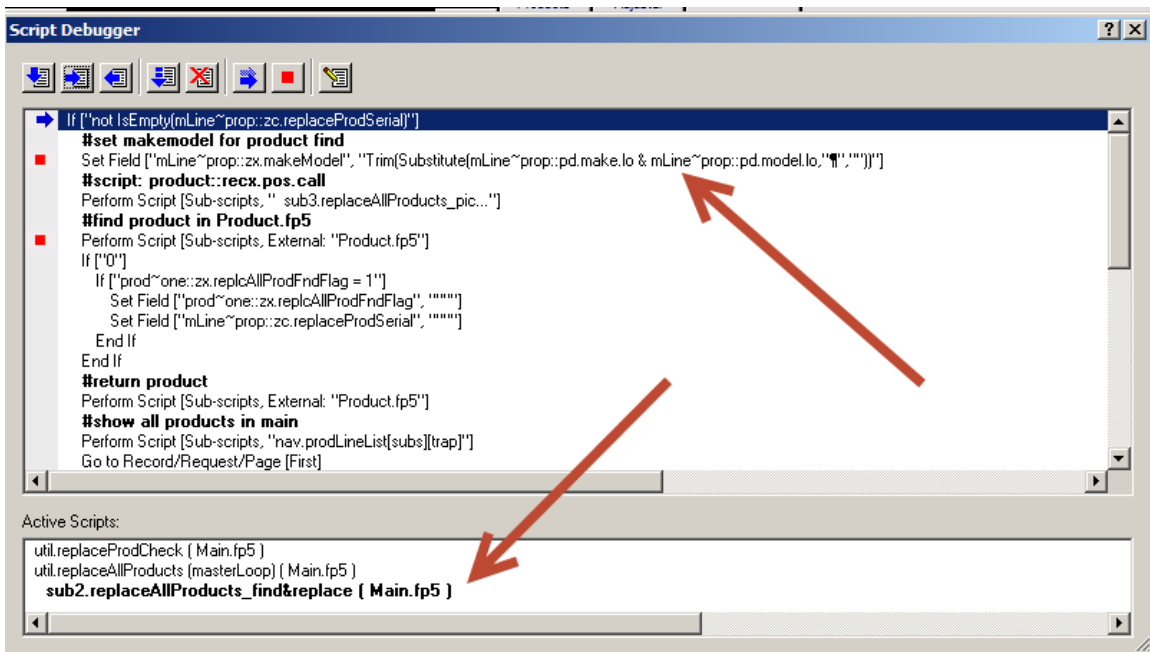 Script Debugger
If ["not IsEmpty(mLine~prop::zc.replaceProdSerial)"]
#set makemodel for product find
Set Field ["mLine~prop::zx.makeModel", "Trim(Substitute(mLine~prop::pd.make.lo & mLine~prop::pd.model.lo,"¶",""))"]
#script: product::recx.pos.call
Perform Script [Sub-scripts, " sub3.replaceAllProducts_pic..."]
#find product in Product.fp5
Perform Script [Sub-scripts, External: "Product.fp5"]
If ["0"]
If ["prod~one::zx.replcAllProdFndFlag = 1"]
Set Field ["prod~one::zx.replcAllProdFndFlag", """"]
Set Field ["mLine~prop::zc.replaceProdSerial", """"]
End If
End If
#return product
Perform Script [Sub-scripts, External: "Product.fp5"]
#show all products in main
Perform Script [Sub-scripts, "nav.prodLineList[subs][trap]"]
Go to Record/Request/Page [First]
Active Scripts:
util.replaceProdCheck ( Main.fp5 )
util.replaceAllProducts (masterLoop) ( Main.fp5 )
sub2.replaceAllProducts_find&replace ( Main.fp5 )